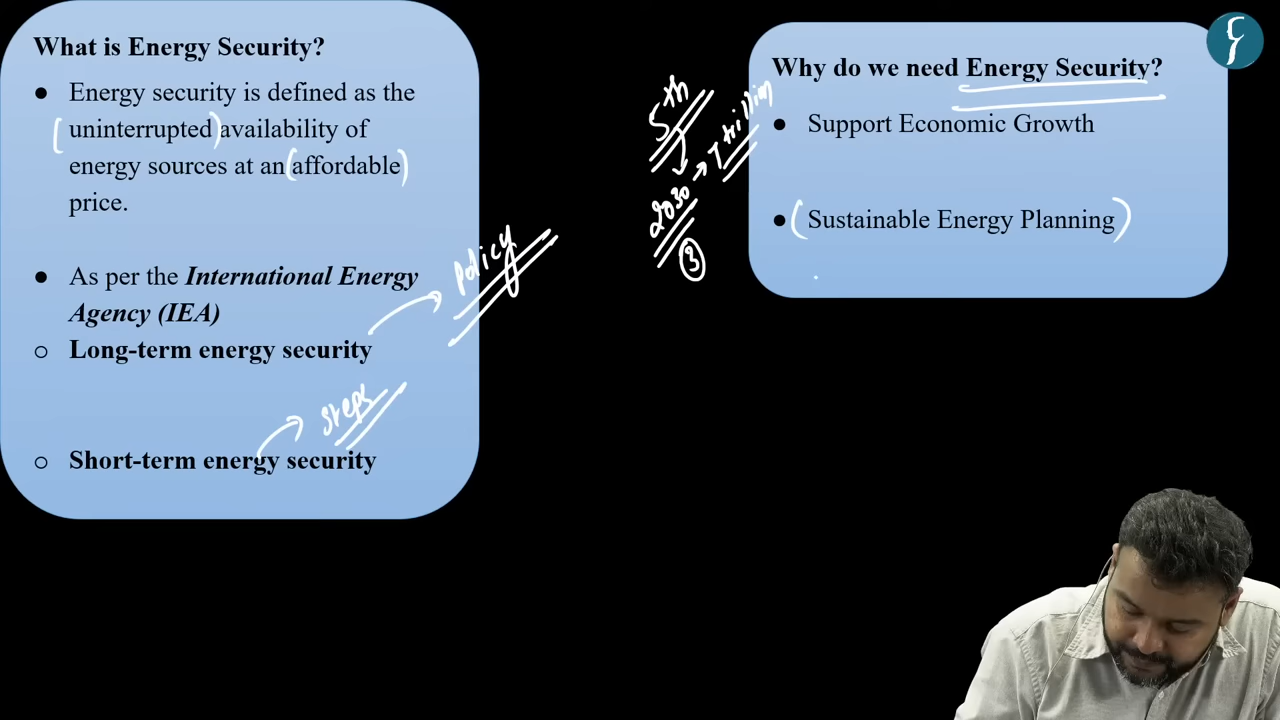 What is Energy Security?
● Energy security is defined as the
(uninterrupted) availability of
energy sources at an (affordable)
price.
● As per the International Energy
Agency (IEA)
○ Long-term energy security
Policy
Steps
○ Short-term energy security
Why do we need Energy Security?
● Support Economic Growth
● (Sustainable Energy Planning)
5th
2030 → 7 trillion
3